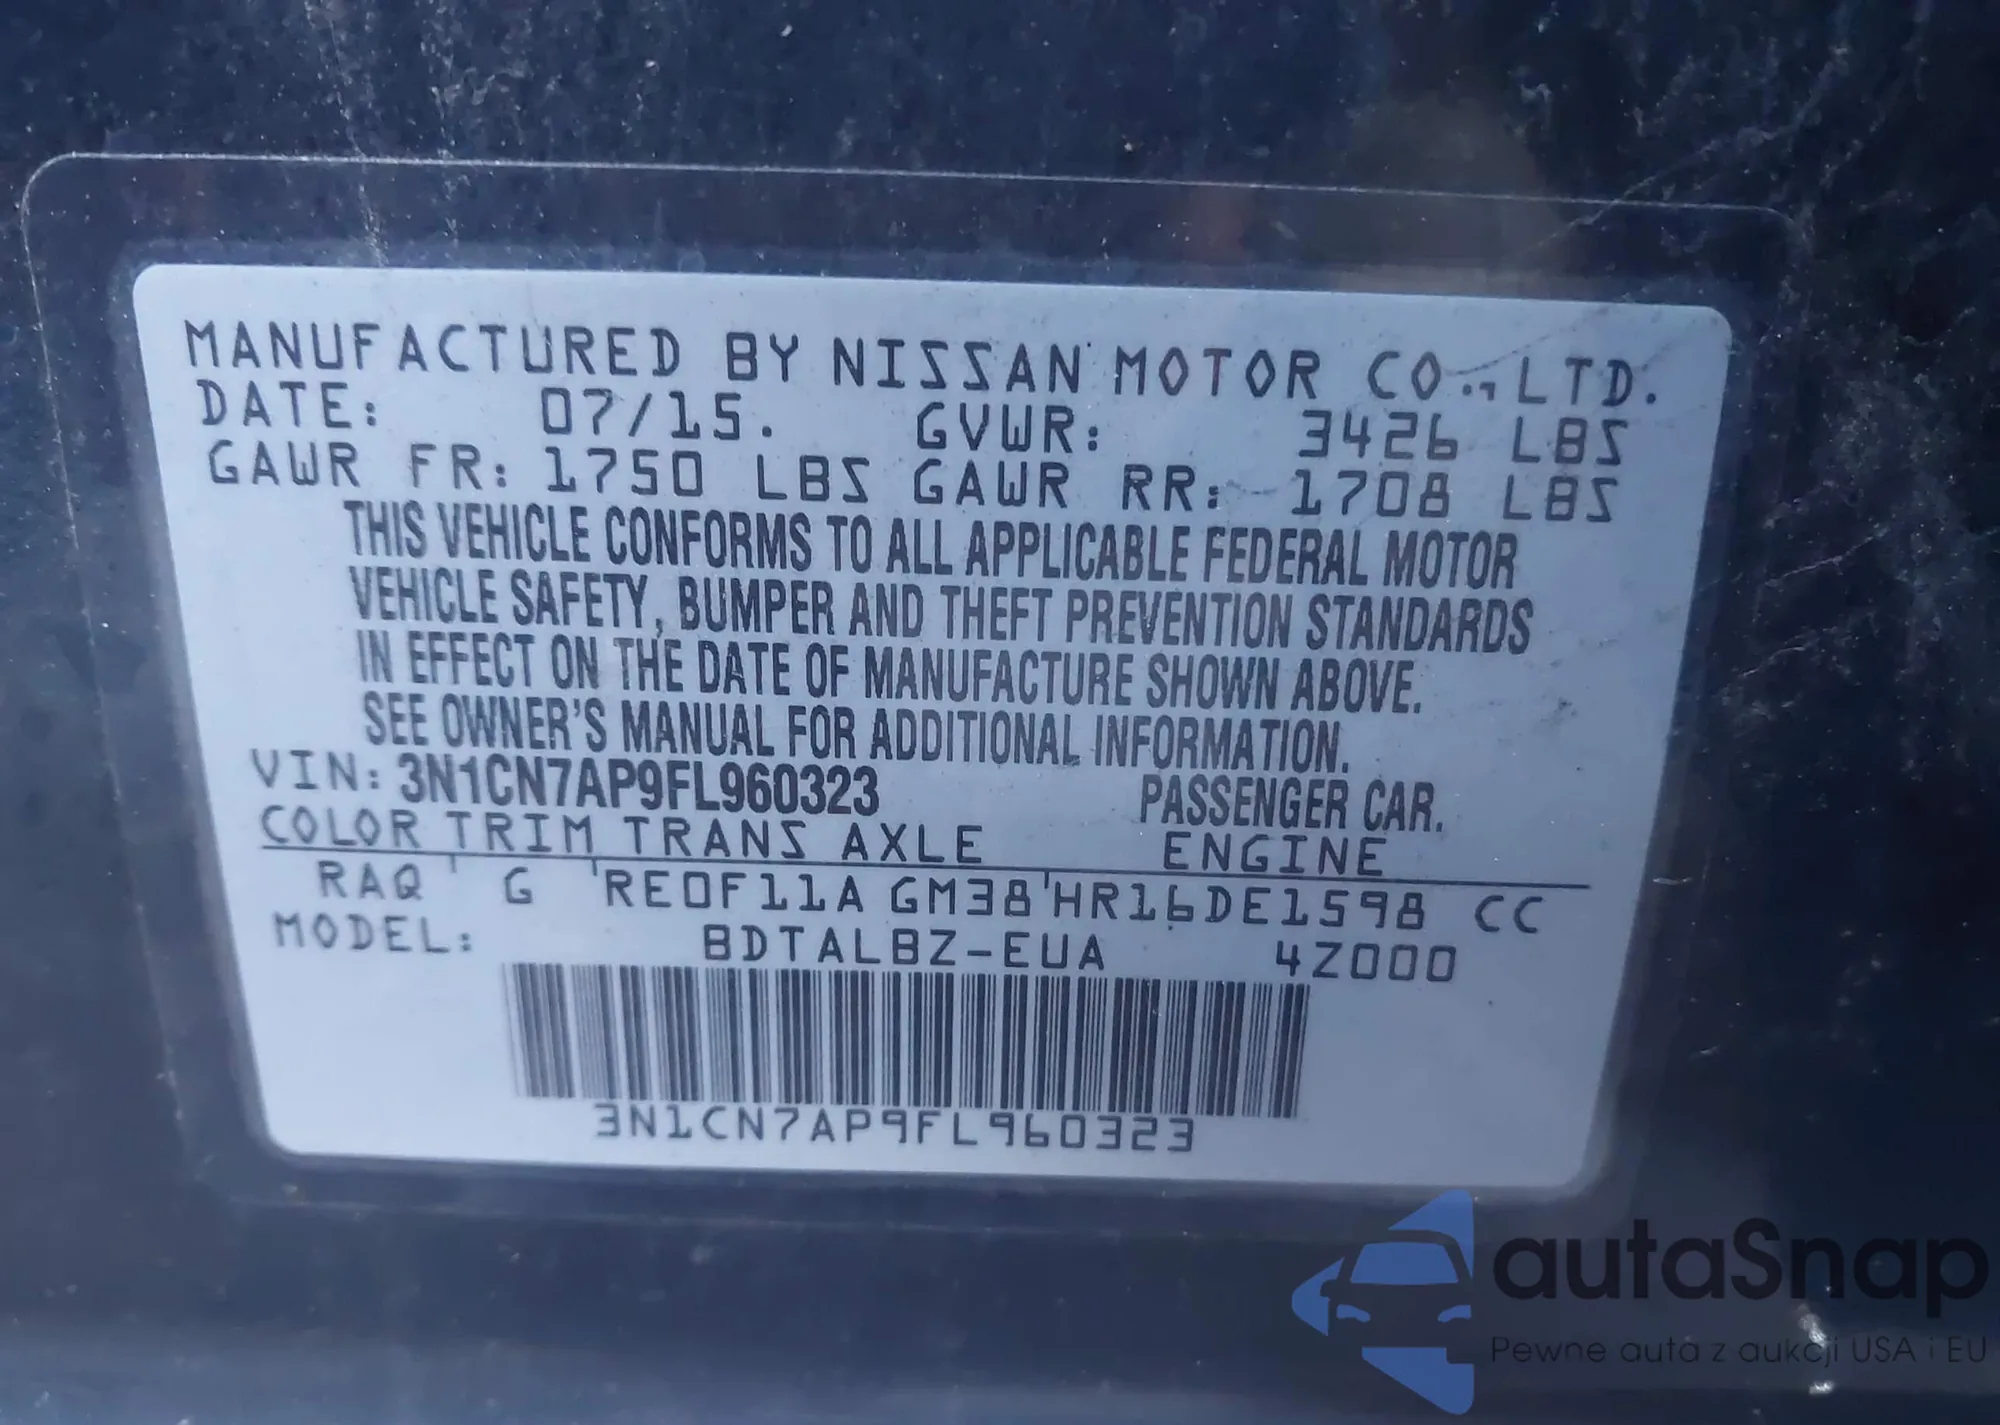 MANUFACTURED BY NISSAN MOTOR CO., LTD.
DATE: 07/15. GVWR: 3426 LBS
GAWR FR: 1750 LBS GAWR RR: 1708 LBS
THIS VEHICLE CONFORMS TO ALL APPLICABLE FEDERAL MOTOR
VEHICLE SAFETY, BUMPER AND THEFT PREVENTION STANDARDS
IN EFFECT ON THE DATE OF MANUFACTURE SHOWN ABOVE.
SEE OWNER'S MANUAL FOR ADDITIONAL INFORMATION.
VIN: 3N1CN7AP9FL960323 PASSENGER CAR.
COLOR TRIM TRANS AXLE ENGINE
RAQ ' G 'RE0F11A GM38'HR16DE1598 CC
MODEL: BDTALBZ-EUA 4Z000
3N1CN7AP9FL960323
autaSnap
Pewne auta z aukcji USA i EU